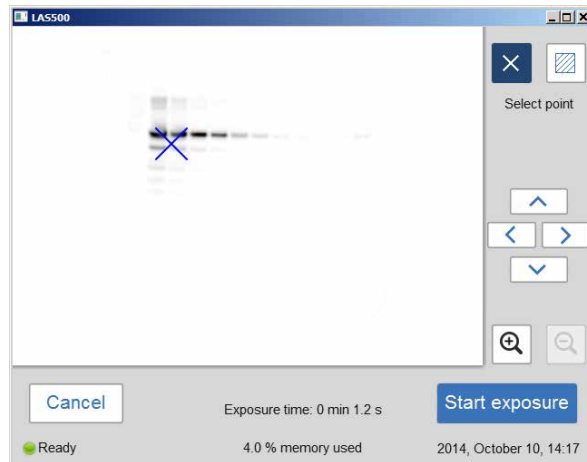 LAS500
Select point
Cancel
Exposure time: 0 min 1.2 s
Start exposure
Ready
4.0 % memory used
2014, October 10, 14:17